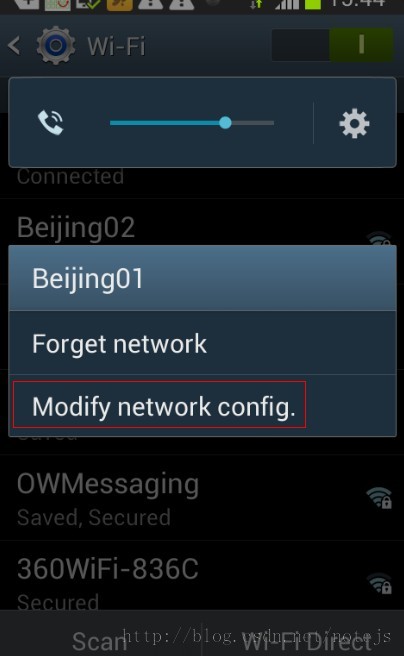 15:44
Wi-Fi
Connected
Beijing02
Beijing01
Forget network
Modify network config.
Saved
OWMessaging
Saved, Secured
360WiFi-836C
Secured
Scan
Wi-Fi Direct
http://blog.csdn.net/notejs